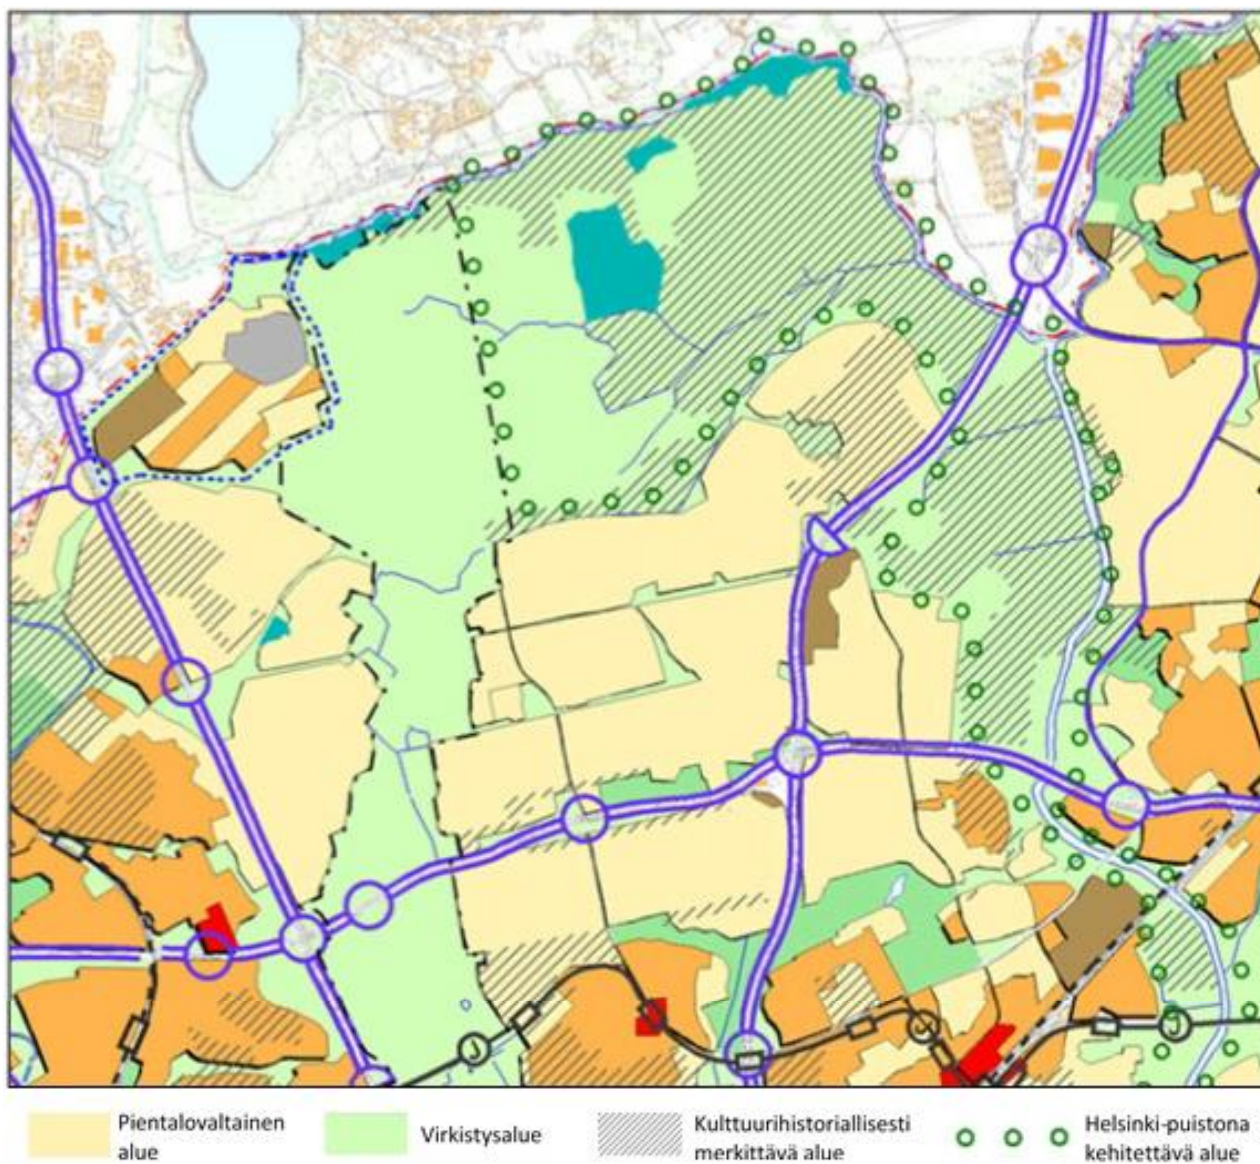 Pientalovaltainen
alue
Virkistysalue
Kulttuurihistoriallisesti
merkittävä alue
Helsinki-puistona
kehitettävä alue